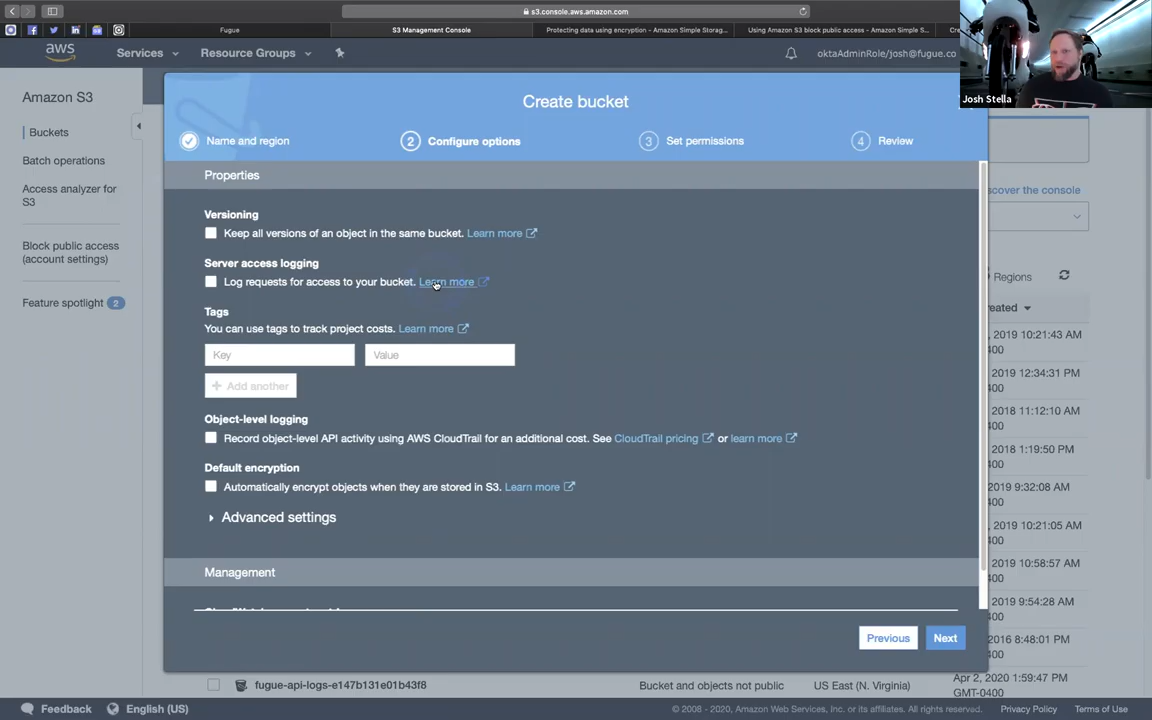 s3.console.aws.amazon.com
Fugue
S3 Management Console
Protecting data using encryption - Amazon Simple Storag...
Using Amazon S3 block public access - Amazon Simple S...
aws
Services
Resource Groups
oktaAdminRole/josh@fugue.co
Josh Stella
Amazon S3
Buckets
Batch operations
Access analyzer for
S3
Block public access
(account settings)
Feature spotlight 2
Create bucket
Name and region
2 Configure options
3 Set permissions
4 Review
Properties
Versioning
Keep all versions of an object in the same bucket. Learn more
Server access logging
Log requests for access to your bucket. Learn more
Tags
You can use tags to track project costs. Learn more
Key
Value
+ Add another
Object-level logging
Record object-level API activity using AWS CloudTrail for an additional cost. See CloudTrail pricing or learn more
Default encryption
Automatically encrypt objects when they are stored in S3. Learn more
Advanced settings
Management
Previous
Next
scover the console
Regions
eated
, 2019 10:21:43 AM
400
2019 12:34:31 PM
400
2018 11:12:10 AM
400
2018 1:19:50 PM
400
2019 9:32:08 AM
400
, 2019 10:21:05 AM
400
2019 10:58:57 AM
400
2019 9:54:28 AM
400
2016 8:48:01 PM
400
fugue-api-logs-e147b131e01b43f8
Bucket and objects not public
US East (N. Virginia)
Apr 2, 2020 1:59:47 PM
GMT-0400
Feedback
English (US)
© 2008 - 2020, Amazon Web Services, Inc. or its affiliates. All rights reserved.
Privacy Policy
Terms of Use